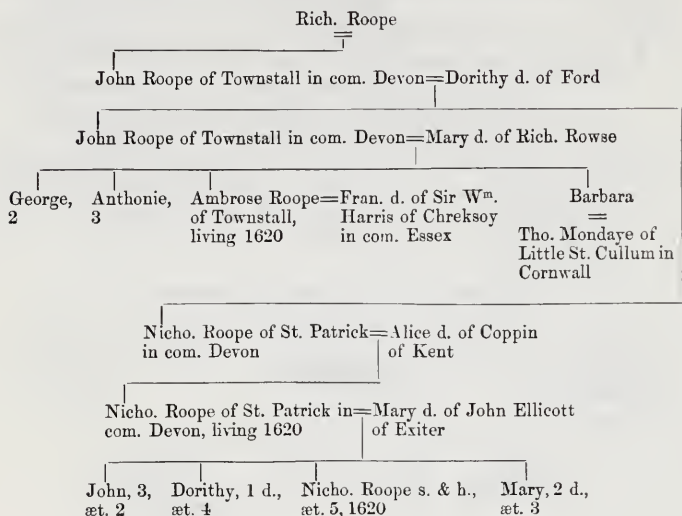 Rich. Roope
=
John Roope of Townstall in com. Devon=Dorithy d. of Ford
John Roope of Townstall in com. Devon=Mary d. of Rich. Rowse
George, 2
Anthonie, 3
Ambrose Roope=Fran. d. of Sir Wm.
of Townstall, Harris of Chreksoy
living 1620 in com. Essex
Barbara
=
Tho. Mondaye of
Little St. Cullum in
Cornwall
Nicho. Roope of St. Patrick=Alice d. of Coppin
in com. Devon of Kent
Nicho. Roope of St. Patrick in=Mary d. of John Ellicott
com. Devon, living 1620 of Exiter
John, 3, Dorithy, 1 d., Nicho. Roope s. & h., Mary, 2 d.,
æt. 2 æt. 4 æt. 5, 1620 æt. 3